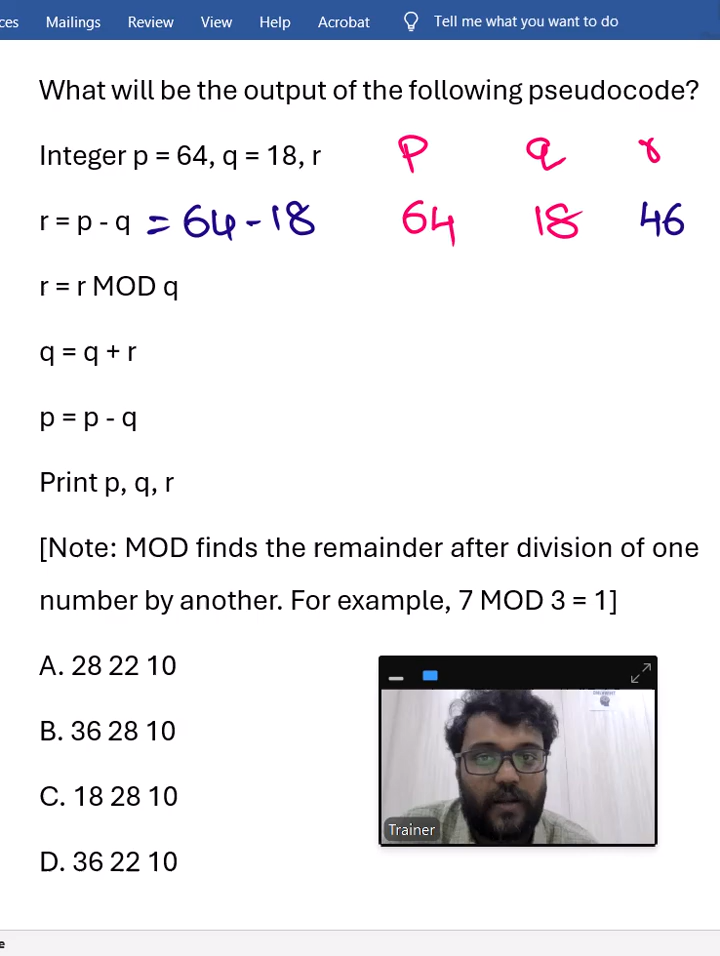 ces Mailings Review View Help Acrobat Tell me what you want to do
What will be the output of the following pseudocode?
Integer p = 64, q = 18, r P q r
r = p - q = 64 - 18 64 18 46
r = r MOD q
q = q + r
p = p - q
Print p, q, r
[Note: MOD finds the remainder after division of one
number by another. For example, 7 MOD 3 = 1]
A. 28 22 10
B. 36 28 10
C. 18 28 10
Trainer
D. 36 22 10
e